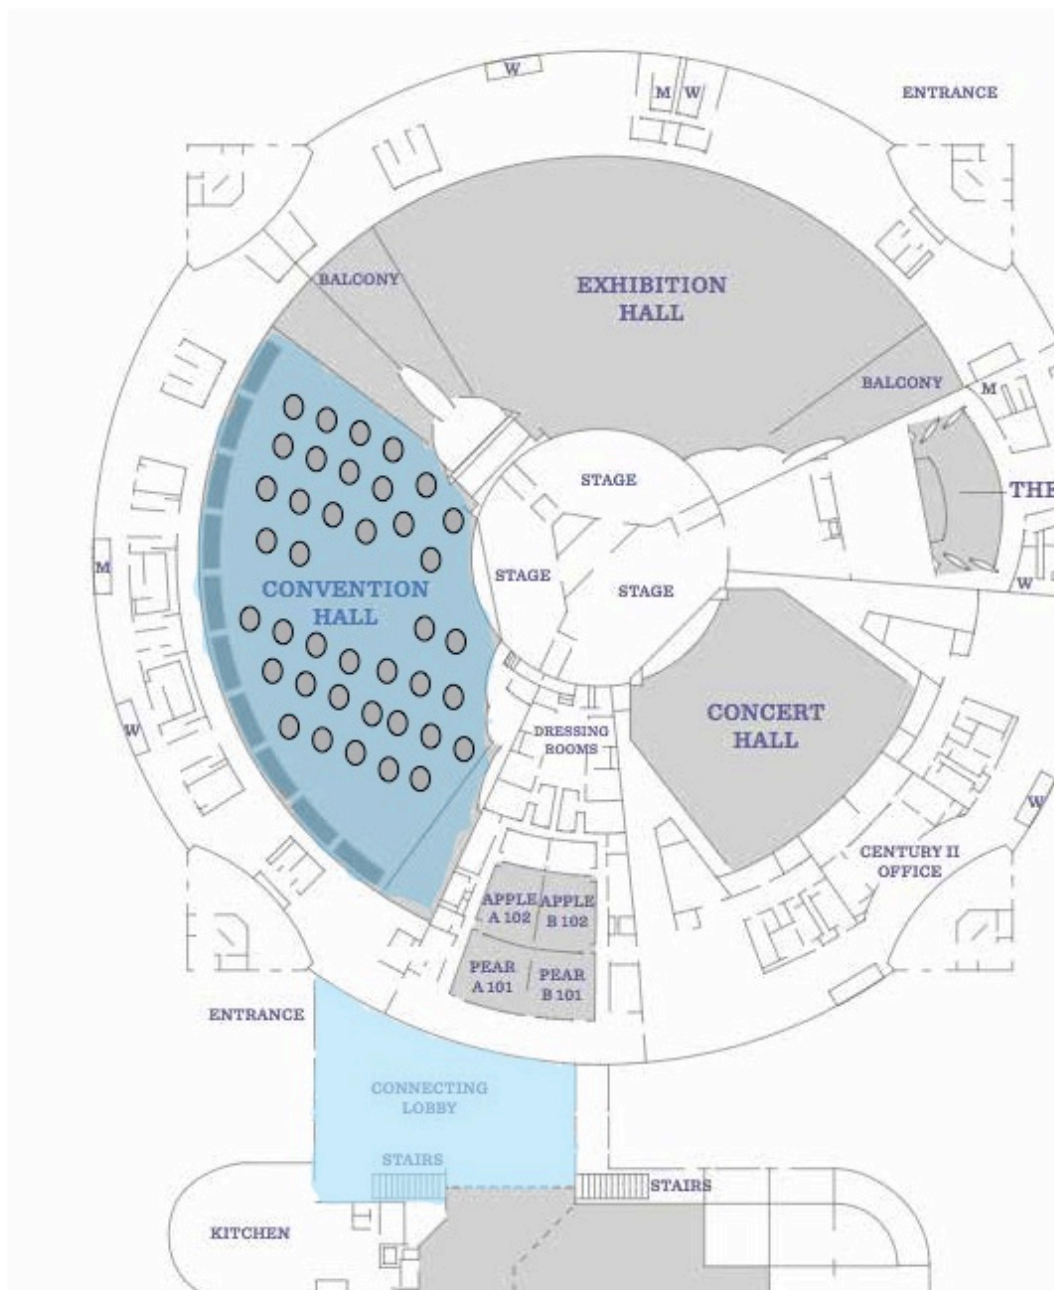 W
M W
ENTRANCE
BALCONY
EXHIBITION
HALL
BALCONY
M
STAGE
THE
M
STAGE
STAGE
W
CONVENTION
HALL
W
DRESSING
ROOMS
CONCERT
HALL
W
CENTURY II
OFFICE
APPLE
A 102
APPLE
B 102
PEAR
A 101
PEAR
B 101
ENTRANCE
CONNECTING
LOBBY
STAIRS
STAIRS
KITCHEN